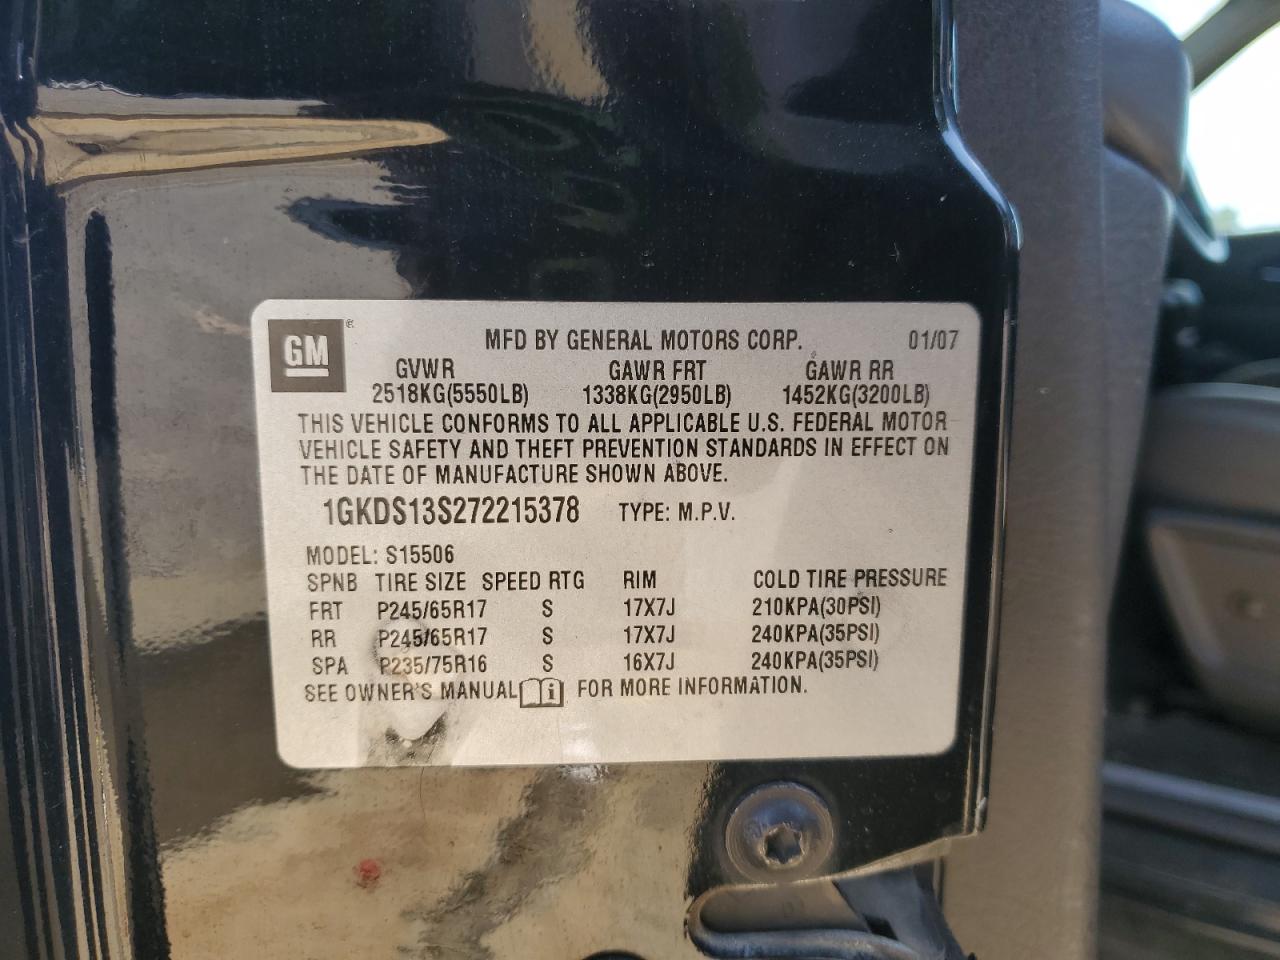 GM ® MFD BY GENERAL MOTORS CORP. 01/07
GVWR GAWR FRT GAWR RR
2518KG(5550LB) 1338KG(2950LB) 1452KG(3200LB)
THIS VEHICLE CONFORMS TO ALL APPLICABLE U.S. FEDERAL MOTOR
VEHICLE SAFETY AND THEFT PREVENTION STANDARDS IN EFFECT ON
THE DATE OF MANUFACTURE SHOWN ABOVE.
1GKDS13S272215378 TYPE: M.P.V.
MODEL: S15506
SPNB TIRE SIZE SPEED RTG RIM COLD TIRE PRESSURE
FRT P245/65R17 S 17X7J 210KPA(30PSI)
RR P245/65R17 S 17X7J 240KPA(35PSI)
SPA P235/75R16 S 16X7J 240KPA(35PSI)
SEE OWNER'S MANUAL i FOR MORE INFORMATION.